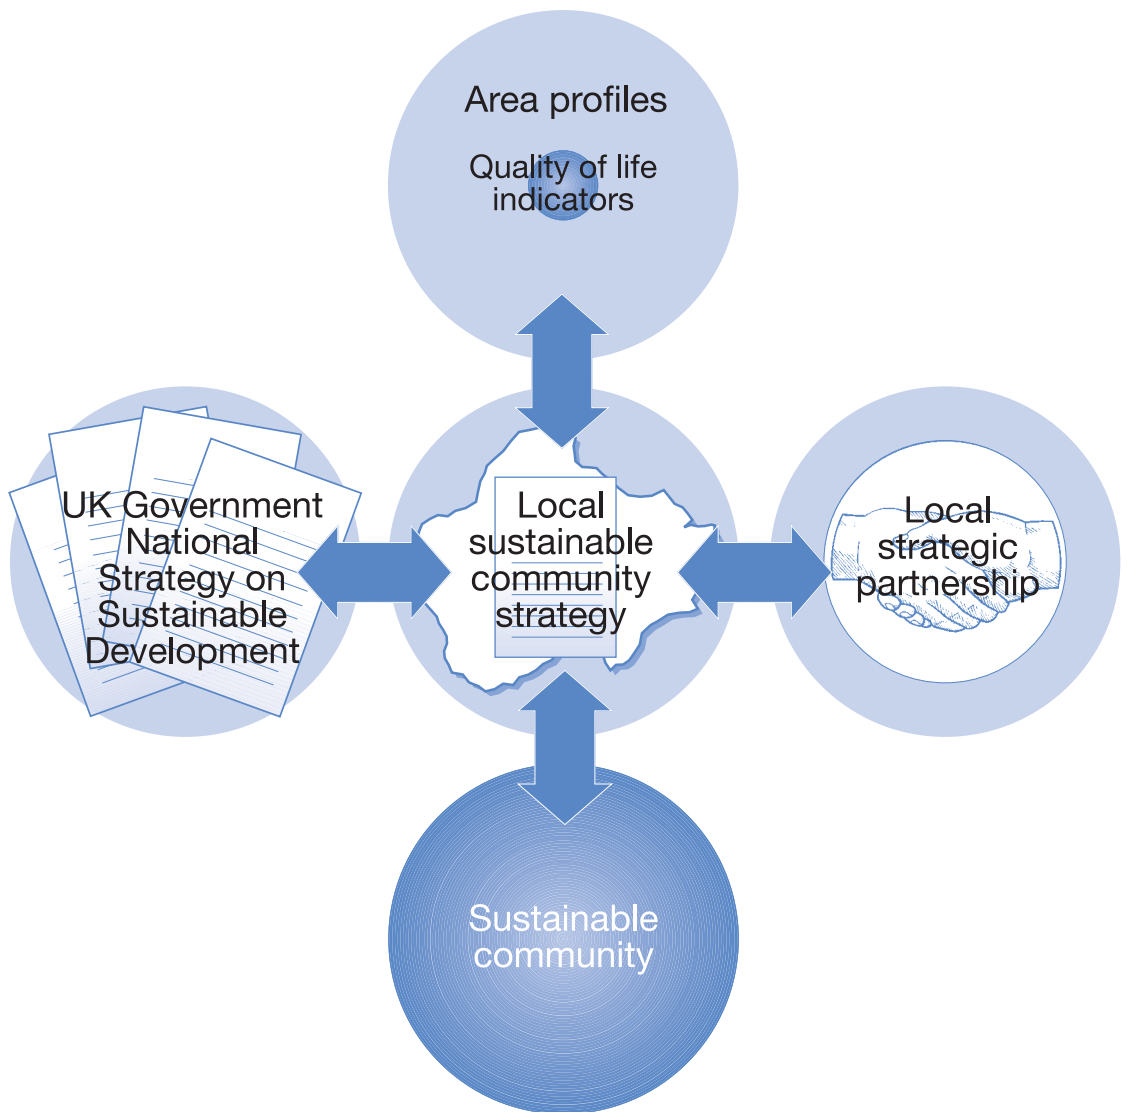 Area profiles
Quality of life
indicators
UK Government
National
Strategy on
Sustainable
Development
Local
sustainable
community
strategy
Local
strategic
partnership
Sustainable
community